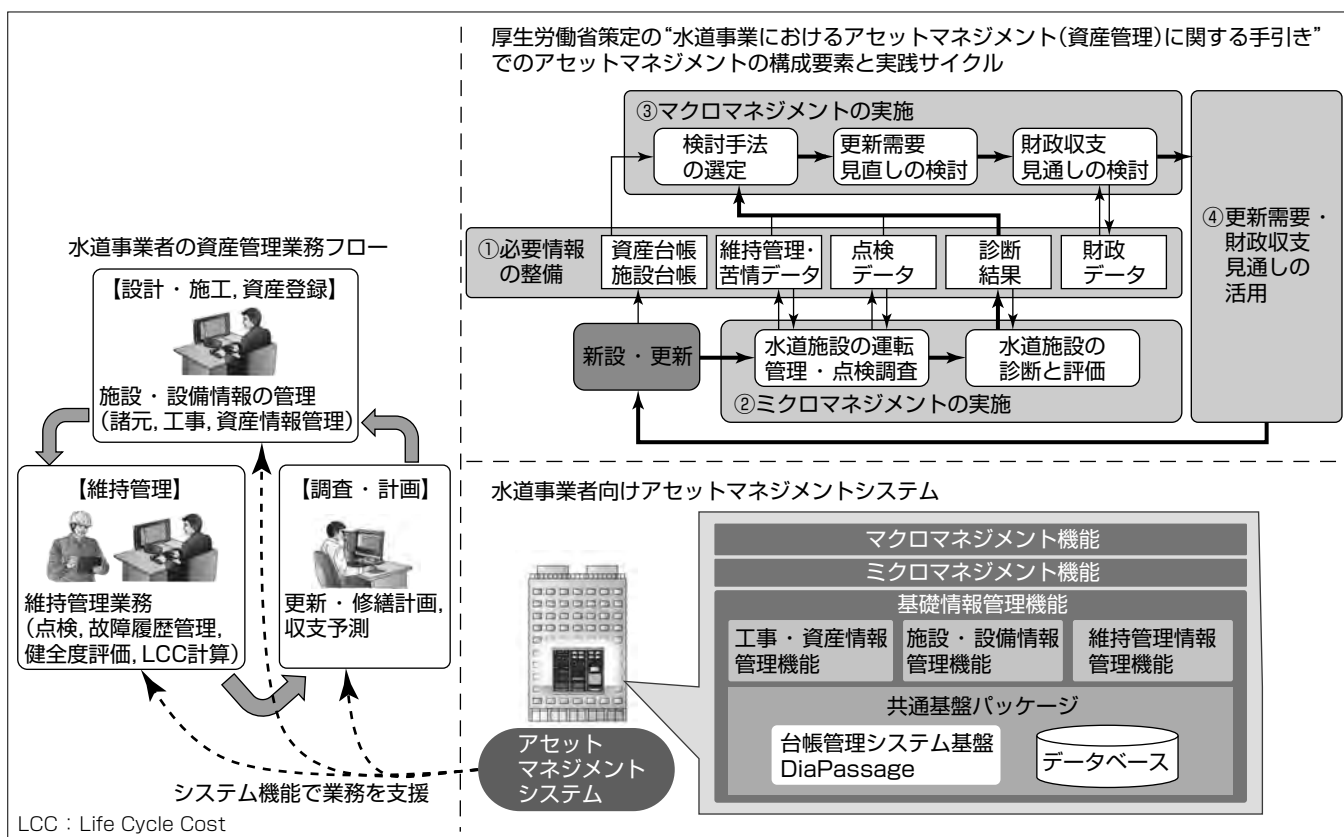 厚生労働省策定の“水道事業におけるアセットマネジメント(資産管理)に関する手引き”
でのアセットマネジメントの構成要素と実践サイクル
③マクロマネジメントの実施
検討手法
の選定
更新需要
見直しの検討
財政収支
見通しの検討
①必要情報
の整備
資産台帳
施設台帳
維持管理・
苦情データ
点検
データ
診断
結果
財政
データ
④更新需要・
財政収支
見通しの
活用
新設・更新
水道施設の運転
管理・点検調査
水道施設の
診断と評価
②ミクロマネジメントの実施
水道事業者の資産管理業務フロー
【設計・施工,資産登録】
施設・設備情報の管理
(諸元,工事,資産情報管理)
【維持管理】
維持管理業務
(点検,故障履歴管理,
健全度評価,LCC計算)
【調査・計画】
更新・修繕計画,
収支予測
システム機能で業務を支援
LCC:Life Cycle Cost
水道事業者向けアセットマネジメントシステム
アセット
マネジメント
システム
マクロマネジメント機能
ミクロマネジメント機能
基礎情報管理機能
工事・資産情報
管理機能
施設・設備情報
管理機能
維持管理情報
管理機能
共通基盤パッケージ
台帳管理システム基盤
DiaPassage
データベース